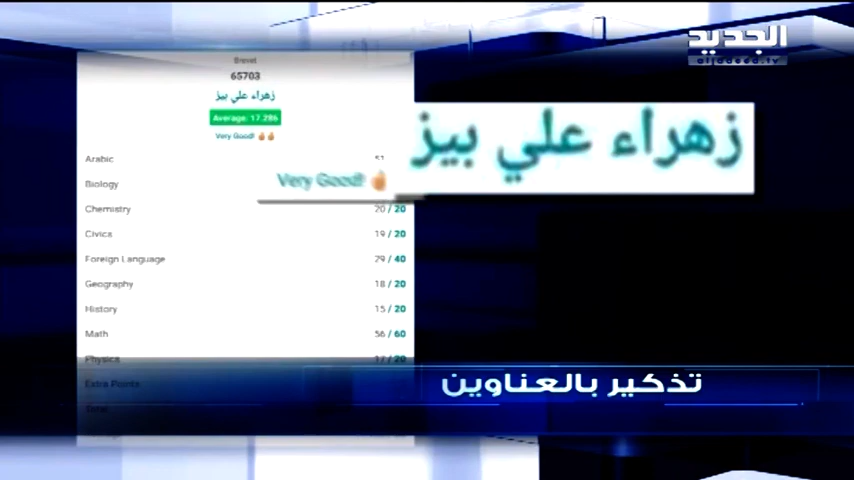 الجديد
aljadeed.tv
Brevet
65703
زهراء علي بيز
Average: 17.286
Very Good!
زهراء علي بيز
Very Good!
Arabic 51
Biology
Chemistry 20 / 20
Civics 19 / 20
Foreign Language 29 / 40
Geography 18 / 20
History 15 / 20
Math 56 / 60
Physics 17 / 20
Extra Points
Total
تذكير بالعناوين